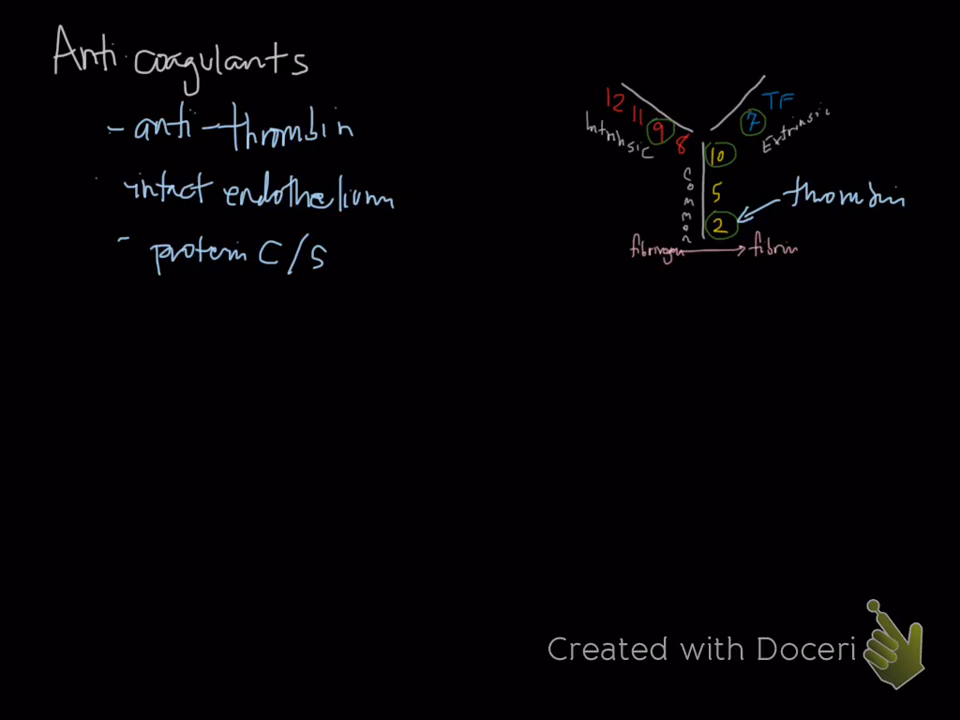 Anti coagulants
- anti-thrombin
- intact endothelium
- protein C/S
12
11
9
8
Intrinsic
TF
7
Extrinsic
10
5
2
Common
thrombin
fibrinogen → fibrin
Created with Doceri